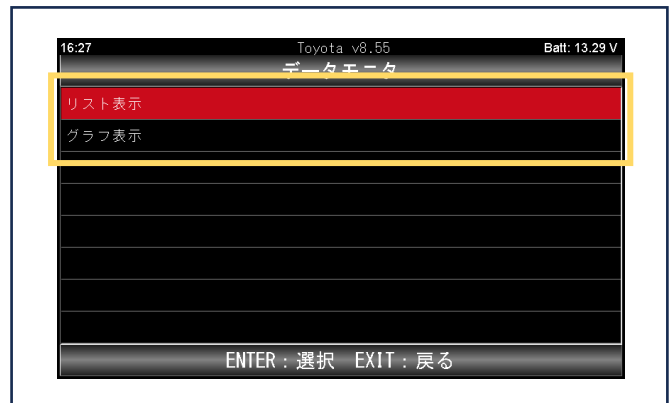 16:27 Toyota v8.55 Batt: 13.29 V
データモニタ
リスト表示
グラフ表示
ENTER：選択 EXIT：戻る